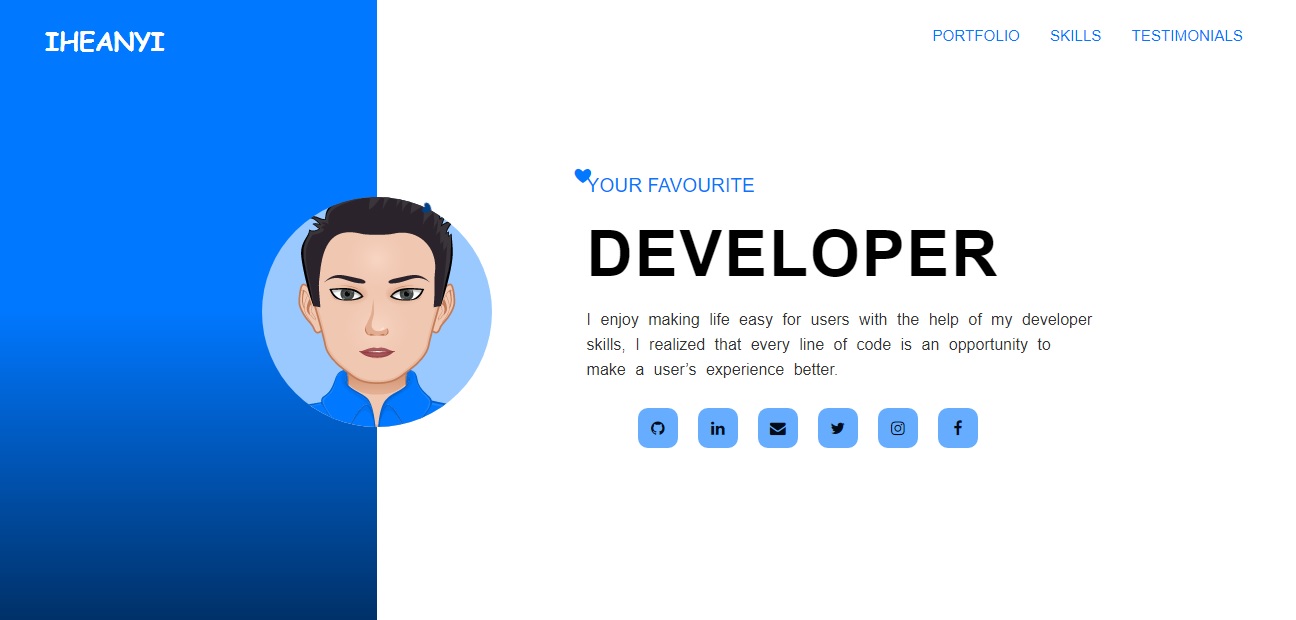 IHEANYI
PORTFOLIO SKILLS TESTIMONIALS
YOUR FAVOURITE
DEVELOPER
I enjoy making life easy for users with the help of my developer
skills, I realized that every line of code is an opportunity to
make a user’s experience better.